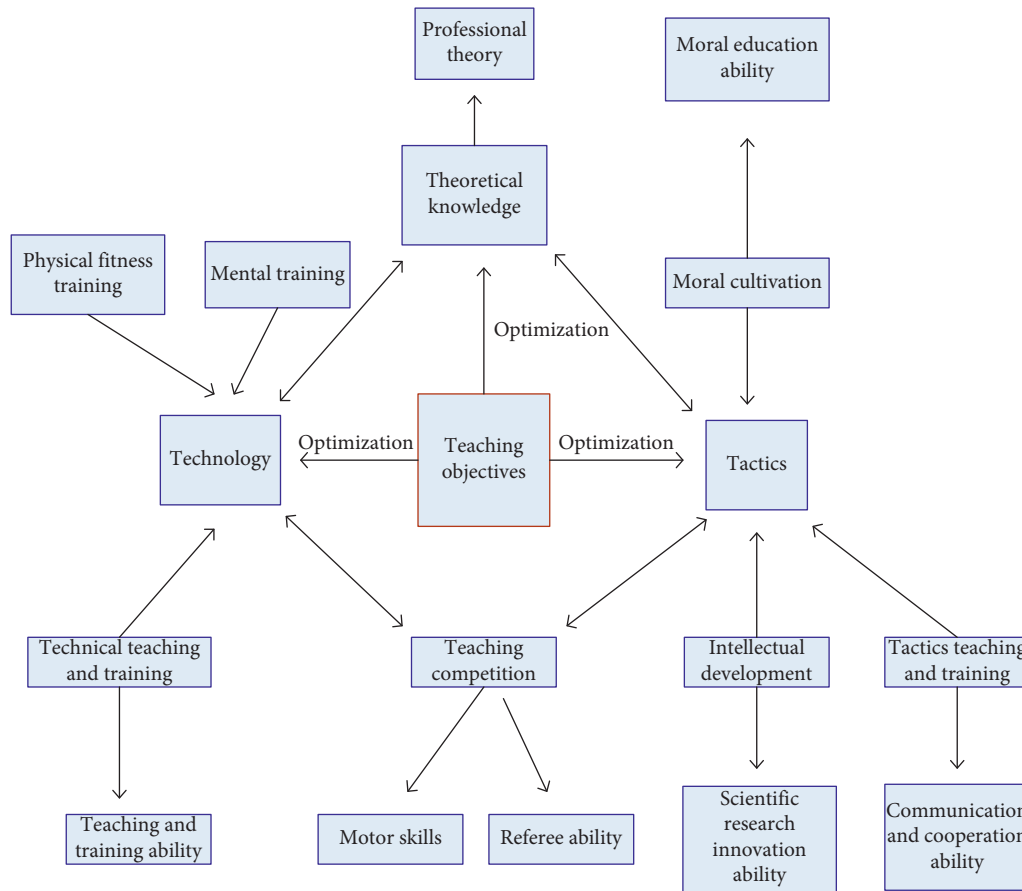 Professional
theory
Moral education
ability
Theoretical
knowledge
Physical fitness
training
Mental training
Moral cultivation
Optimization
Technology
Optimization
Teaching
objectives
Optimization
Tactics
Technical teaching
and training
Teaching
competition
Intellectual
development
Tactics teaching
and training
Teaching and
training ability
Motor skills
Referee ability
Scientific
research
innovation
ability
Communication
and cooperation
ability